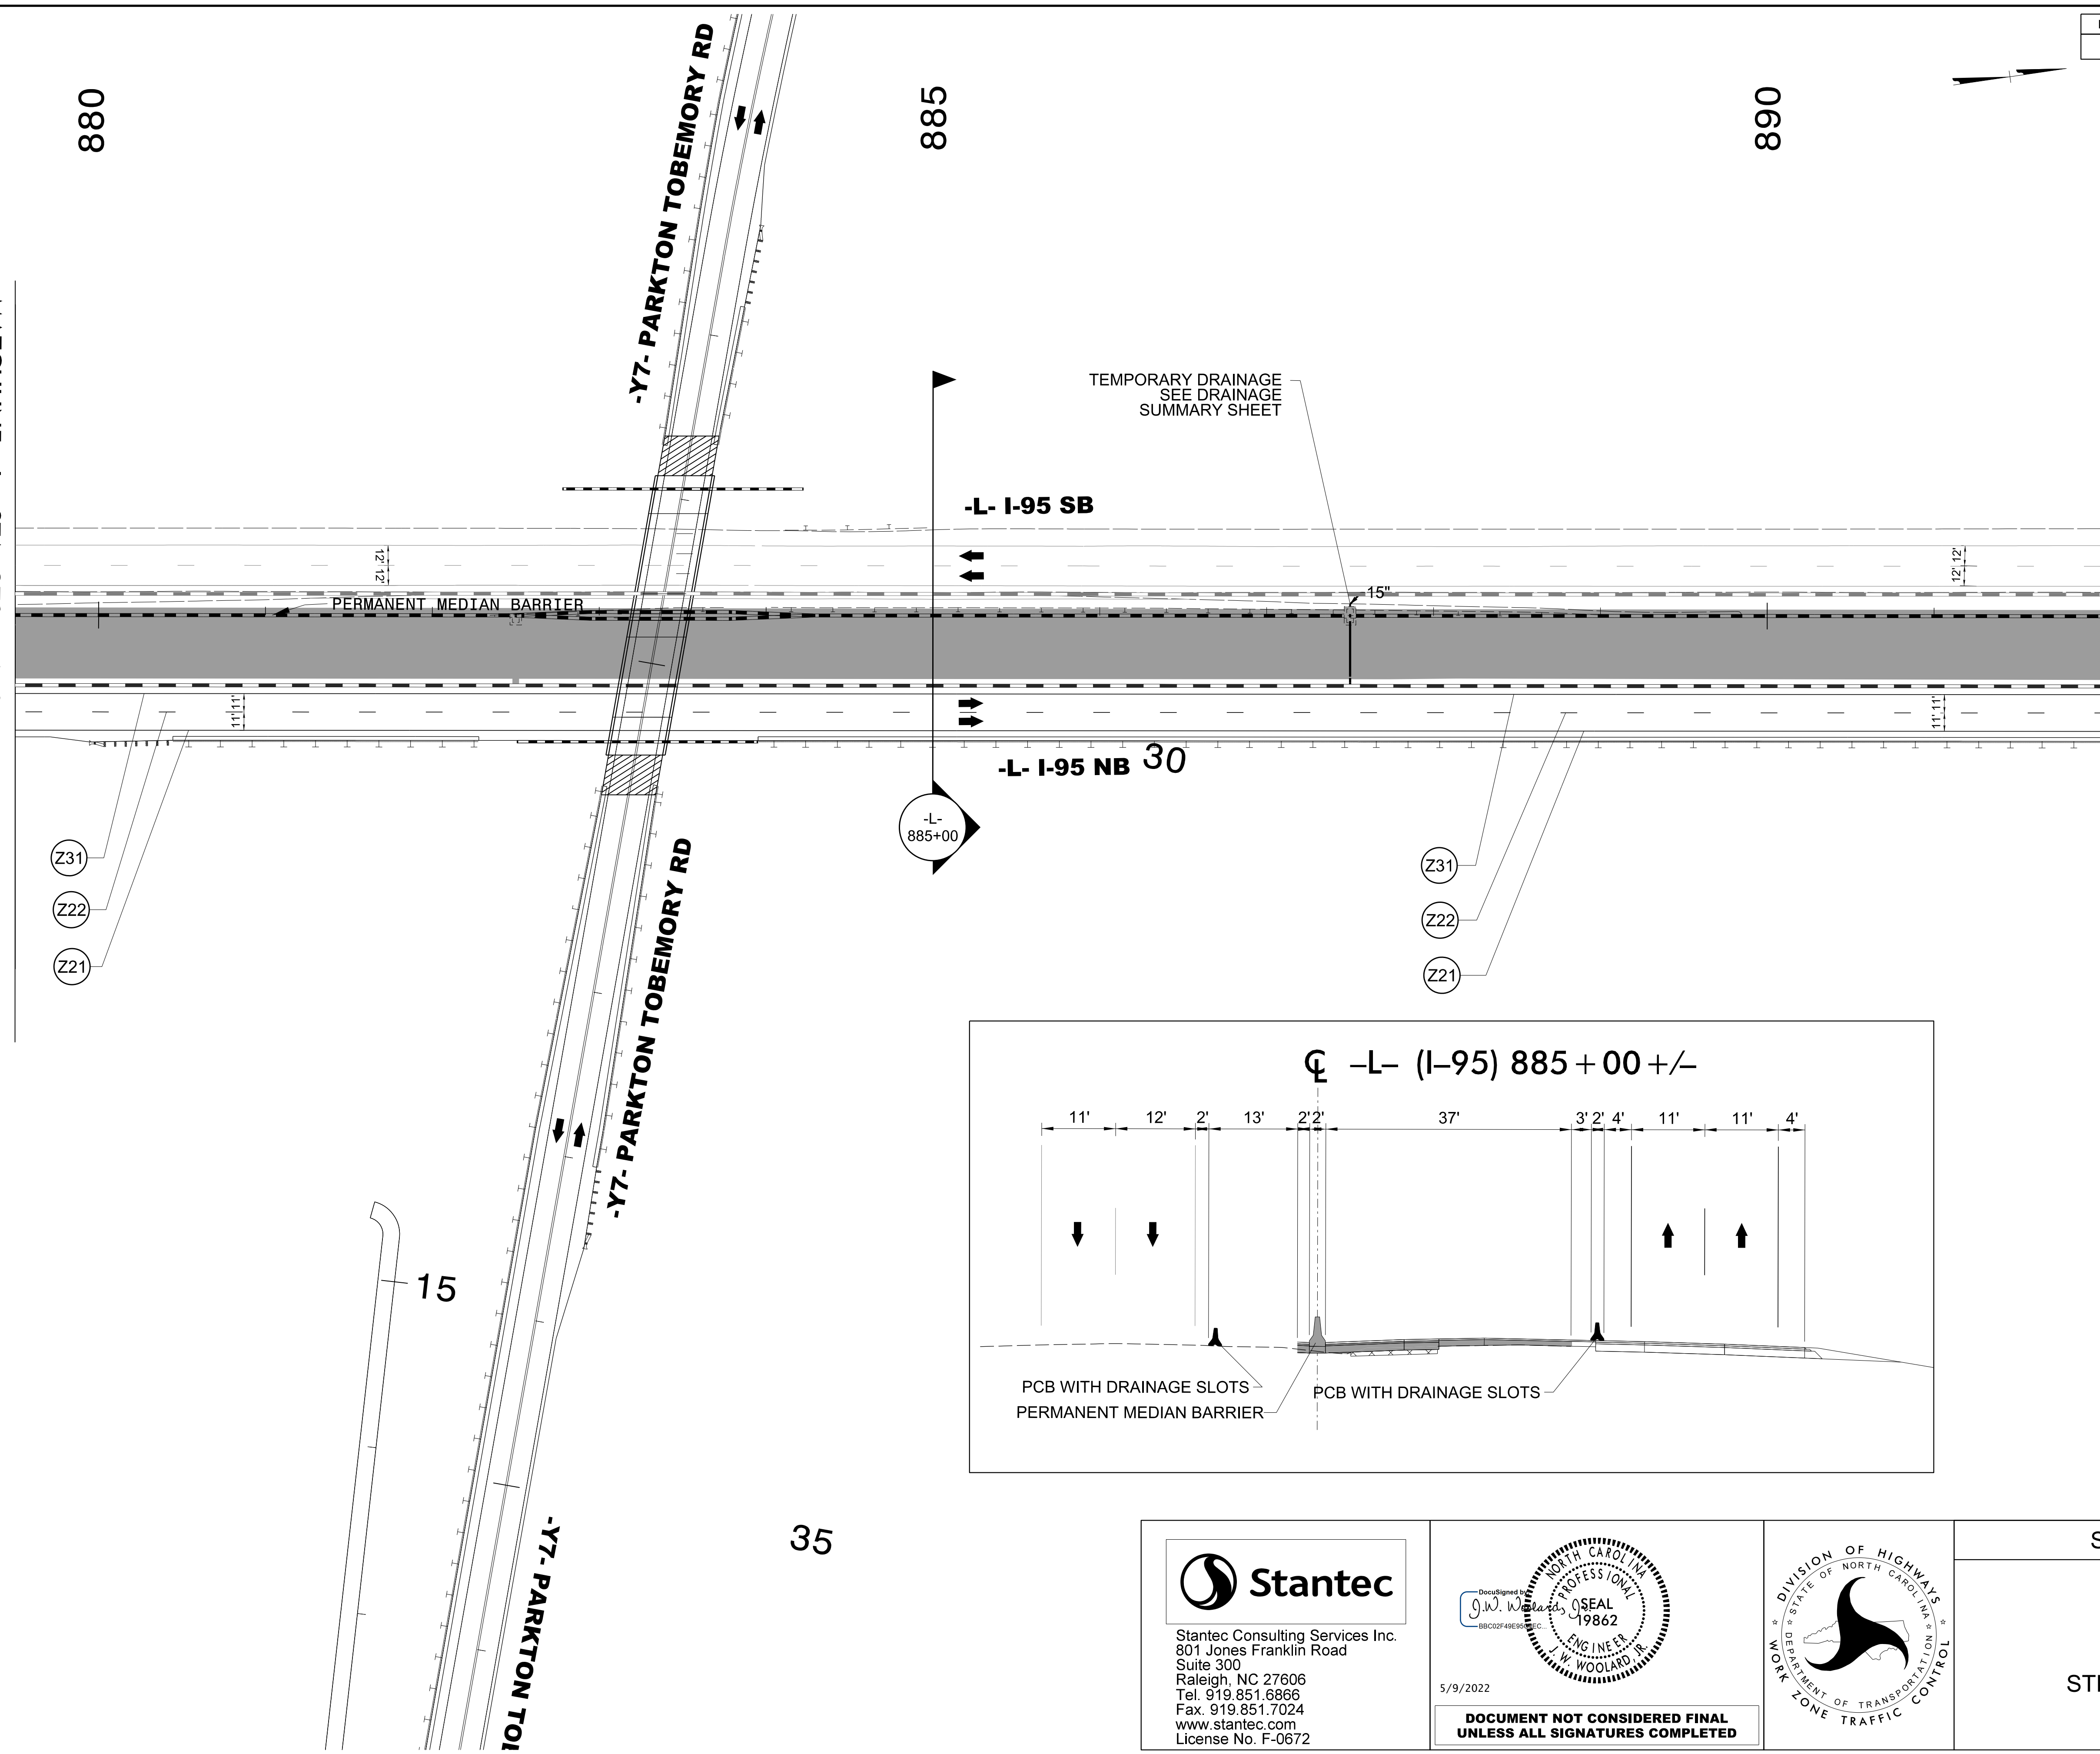 880
885
890
-Y7- PARKTON TOBEMORY RD
TEMPORARY DRAINAGE
SEE DRAINAGE
SUMMARY SHEET
-L- I-95 SB
12' 12'
12' 12'
15"
PERMANENT MEDIAN BARRIER
11' 11'
11' 11'
-L- I-95 NB
30
-L-
885+00
Z31
Z22
Z21
Z31
Z22
Z21
-Y7- PARKTON TOBEMORY RD
15
35
-Y7- PARKTON
℄ –L– (I–95) 885+00+/–
11' 12' 2' 13' 2' 2' 37' 3' 2' 4' 11' 11' 4'
PCB WITH DRAINAGE SLOTS
PERMANENT MEDIAN BARRIER
PCB WITH DRAINAGE SLOTS
Stantec
Stantec Consulting Services Inc.
801 Jones Franklin Road
Suite 300
Raleigh, NC 27606
Tel. 919.851.6866
Fax. 919.851.7024
www.stantec.com
License No. F-0672
DocuSigned by:
J.W. Woolard, Jr.
NORTH CAROLINA
PROFESSIONAL
SEAL
19862
ENGINEER
J. W. WOOLARD, JR.
5/9/2022
DOCUMENT NOT CONSIDERED FINAL
UNLESS ALL SIGNATURES COMPLETED
DIVISION OF HIGHWAYS
STATE OF NORTH CAROLINA
DEPARTMENT OF TRANSPORTATION
WORK ZONE TRAFFIC CONTROL